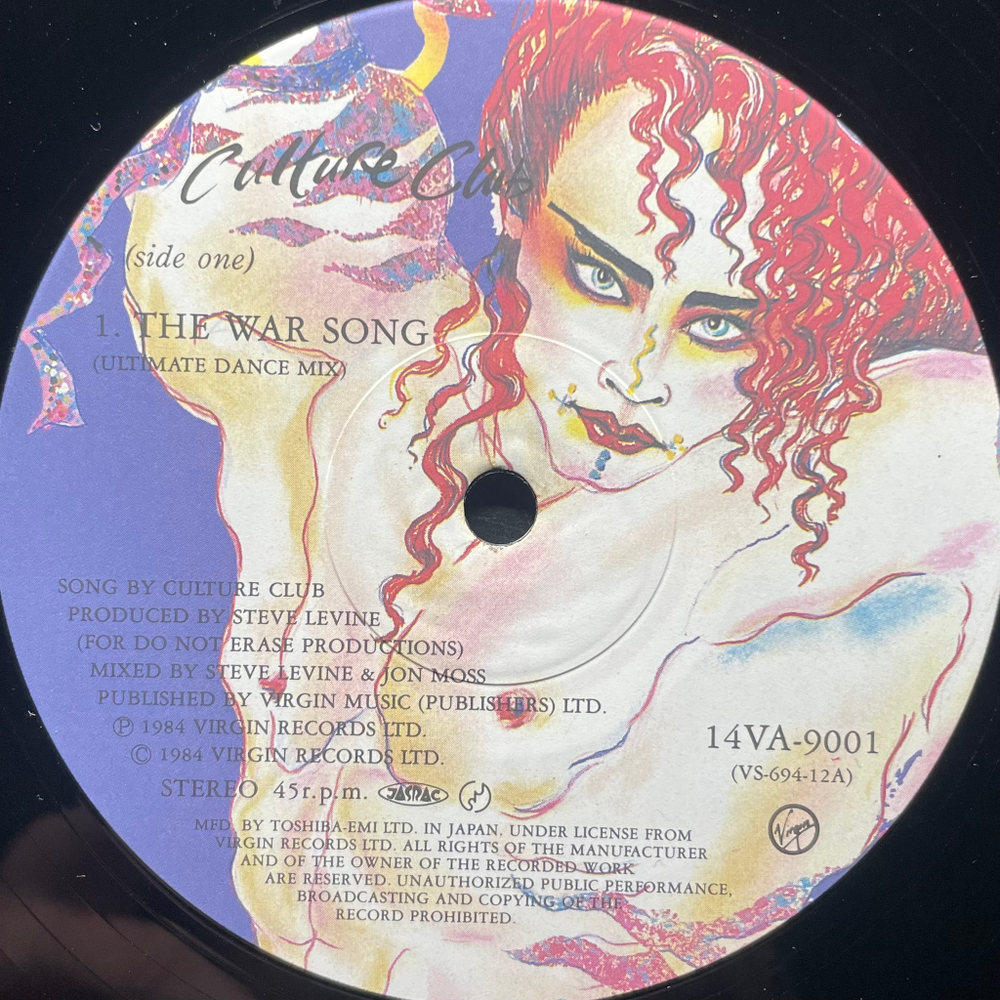 Culture Club
(side one)
1. THE WAR SONG
(ULTIMATE DANCE MIX)
SONG BY CULTURE CLUB
PRODUCED BY STEVE LEVINE
(FOR DO NOT ERASE PRODUCTIONS)
MIXED BY STEVE LEVINE & JON MOSS
PUBLISHED BY VIRGIN MUSIC (PUBLISHERS) LTD.
Ⓟ 1984 VIRGIN RECORDS LTD.
© 1984 VIRGIN RECORDS LTD.
STEREO 45r.p.m. JASRAC
14VA-9001
(VS-694-12A)
Virgin
MFD. BY TOSHIBA-EMI LTD. IN JAPAN, UNDER LICENSE FROM
VIRGIN RECORDS LTD. ALL RIGHTS OF THE MANUFACTURER
AND OF THE OWNER OF THE RECORDED WORK
ARE RESERVED. UNAUTHORIZED PUBLIC PERFORMANCE,
BROADCASTING AND COPYING OF THE
RECORD PROHIBITED.